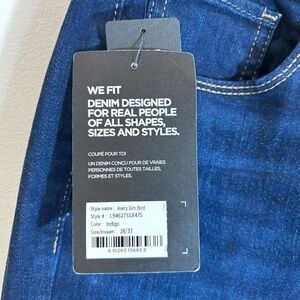 WE FIT
DENIM DESIGNED
FOR REAL PEOPLE
OF ALL SHAPES,
SIZES AND STYLES.
COUPÉ POUR TOI
UN DENIM CONÇU POUR DE VRAIES
PERSONNES DE TOUTES TAILLES,
FORMES ET STYLES.
Style name : Avery Slim Boot
Style # : L94627SSX475
Color : Indigo
Size/Inseam : 28/33